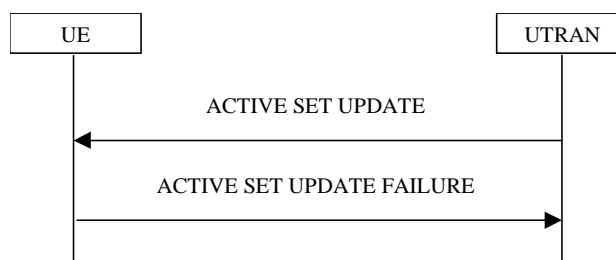 UE
UTRAN
ACTIVE SET UPDATE
ACTIVE SET UPDATE FAILURE